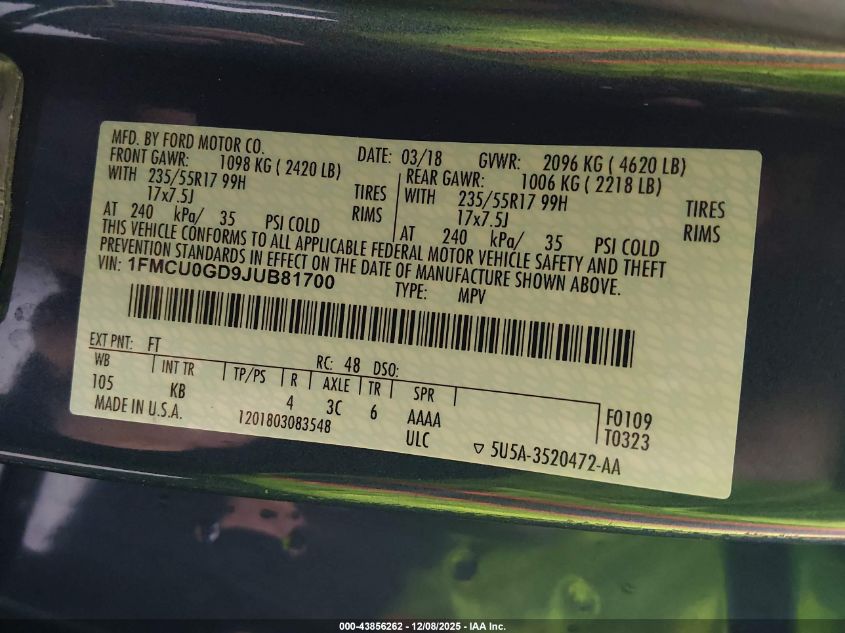 MFD. BY FORD MOTOR CO. DATE: 03/18 GVWR: 2096 KG ( 4620 LB)
FRONT GAWR: 1098 KG ( 2420 LB) REAR GAWR: 1006 KG ( 2218 LB)
WITH 235/55R17 99H TIRES WITH 235/55R17 99H TIRES
17x7.5J RIMS 17x7.5J RIMS
AT 240 kPa/ 35 PSI COLD AT 240 kPa/ 35 PSI COLD
THIS VEHICLE CONFORMS TO ALL APPLICABLE FEDERAL MOTOR VEHICLE SAFETY AND THEFT
PREVENTION STANDARDS IN EFFECT ON THE DATE OF MANUFACTURE SHOWN ABOVE.
VIN: 1FMCU0GD9JUB81700 TYPE: MPV
EXT PNT: FT RC: 48 DSO:
WB INT TR TP/PS R AXLE TR SPR
105 KB 4 3C 6 AAAA F0109
MADE IN U.S.A. 1201803083548 ULC T0323
5U5A-3520472-AA
000-43856262 - 12/08/2025 - IAA Inc.